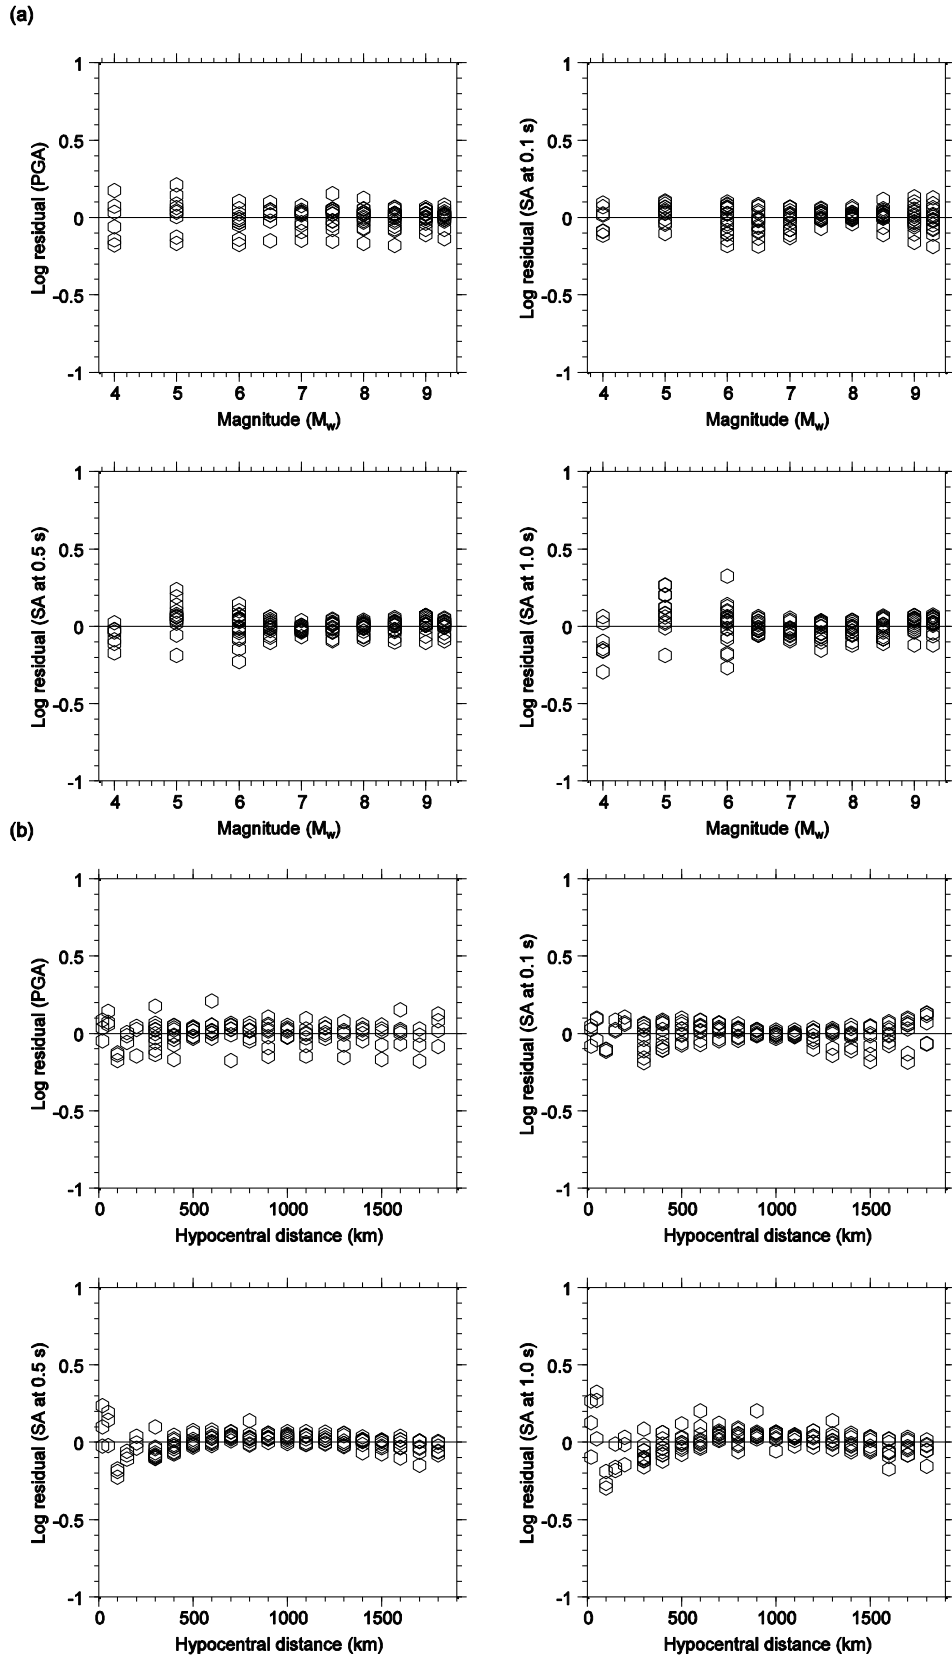 (a)
1
0.5
0
-0.5
-1
Log residual (PGA)
4 5 6 7 8 9
Magnitude (Mw)
1
0.5
0
-0.5
-1
Log residual (SA at 0.1 s)
4 5 6 7 8 9
Magnitude (Mw)
1
0.5
0
-0.5
-1
Log residual (SA at 0.5 s)
4 5 6 7 8 9
Magnitude (Mw)
1
0.5
0
-0.5
-1
Log residual (SA at 1.0 s)
4 5 6 7 8 9
Magnitude (Mw)
(b)
1
0.5
0
-0.5
-1
Log residual (PGA)
0 500 1000 1500
Hypocentral distance (km)
1
0.5
0
-0.5
-1
Log residual (SA at 0.1 s)
0 500 1000 1500
Hypocentral distance (km)
1
0.5
0
-0.5
-1
Log residual (SA at 0.5 s)
0 500 1000 1500
Hypocentral distance (km)
1
0.5
0
-0.5
-1
Log residual (SA at 1.0 s)
0 500 1000 1500
Hypocentral distance (km)